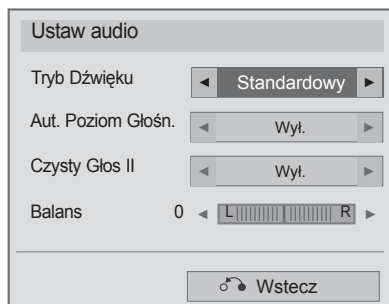 Ustaw audio
Tryb Dźwięku ◄ Standardowy ►
Aut. Poziom Głośn. ◄ Wył. ►
Czysty Głos II ◄ Wył. ►
Balans 0 ◄ L R ►
Wstecz